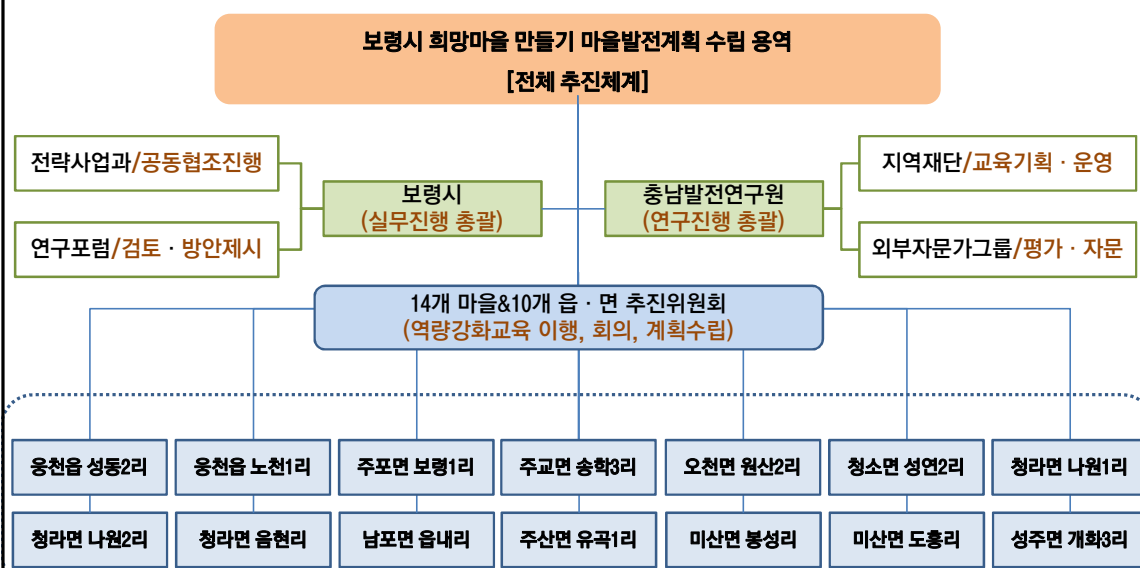 보령시 희망마을 만들기 마을발전계획 수립 용역
[전체 추진체계]
전략사업과/공동협조진행
지역재단/교육기획 · 운영
보령시
(실무진행 총괄)
충남발전연구원
(연구진행 총괄)
연구포럼/검토 · 방안제시
외부자문가그룹/평가 · 자문
14개 마을&10개 읍 · 면 추진위원회
(역량강화교육 이행, 회의, 계획수립)
웅천읍 성동2리
웅천읍 노천1리
주포면 보령1리
주교면 송학3리
오천면 원산2리
청소면 성연2리
청라면 나원1리
청라면 나원2리
청라면 음현리
남포면 읍내리
주산면 유곡1리
미산면 봉성리
미산면 도흥리
성주면 개화3리